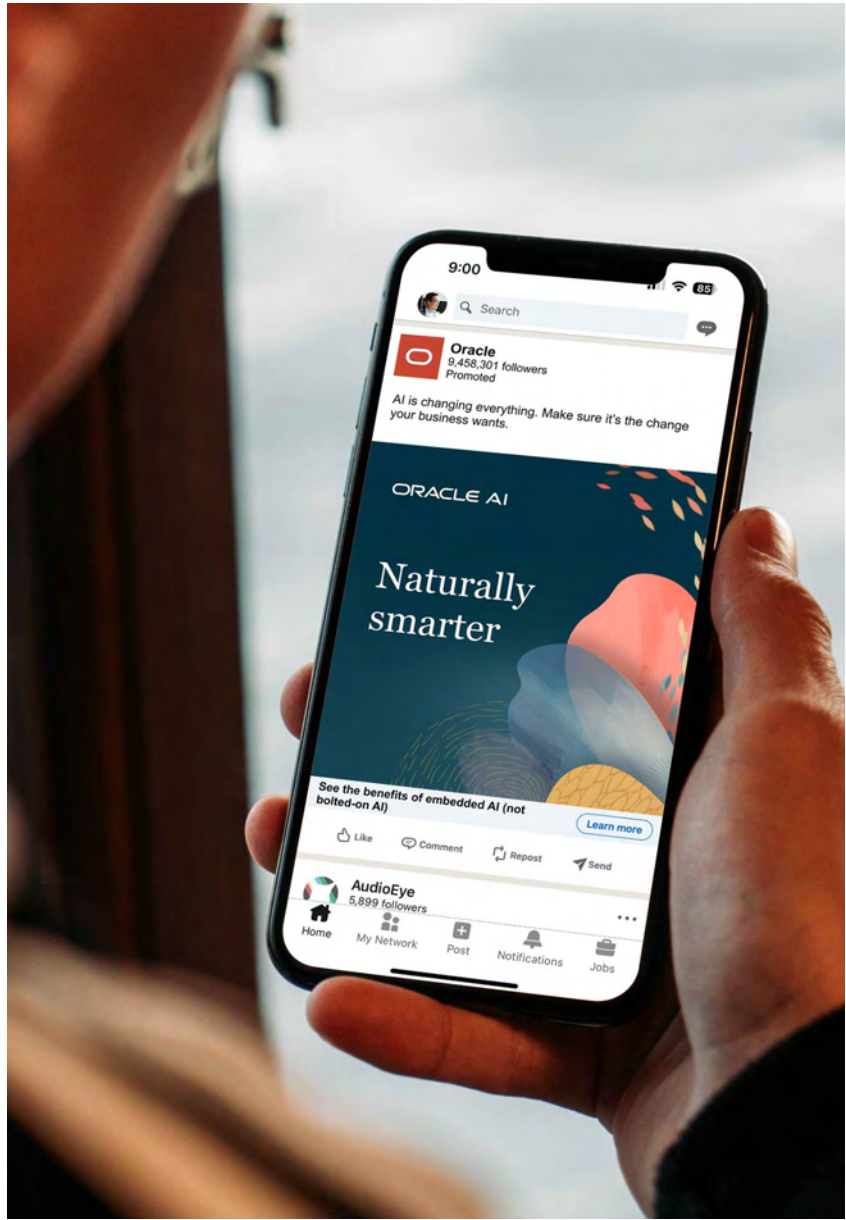 9:00
85
Search
Oracle
9,458,301 followers
Promoted
AI is changing everything. Make sure it's the change
your business wants.
ORACLE AI
Naturally
smarter
See the benefits of embedded AI (not
bolted-on AI)
Learn more
Like Comment Repost Send
AudioEye
5,899 followers
Home My Network Post Notifications Jobs